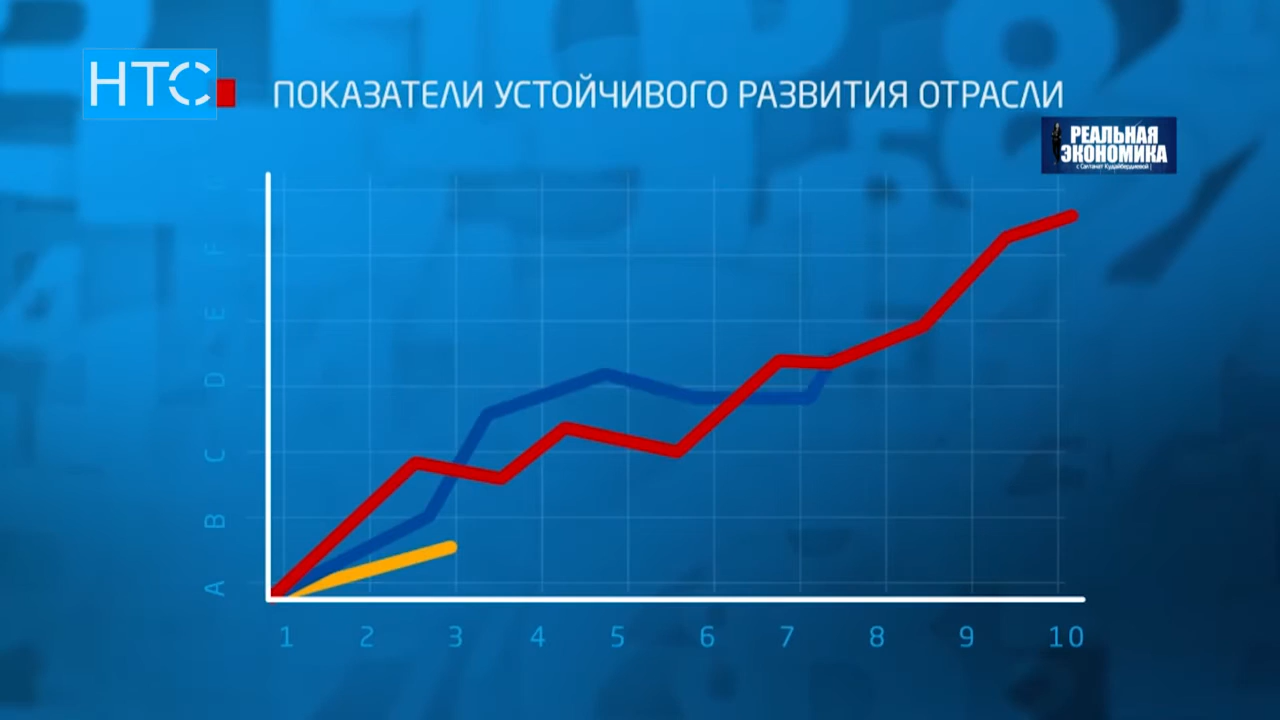 НТС
ПОКАЗАТЕЛИ УСТОЙЧИВОГО РАЗВИТИЯ ОТРАСЛИ
РЕАЛЬНАЯ
ЭКОНОМИКА
F
E
D
C
B
A
1 2 3 4 5 6 7 8 9 10